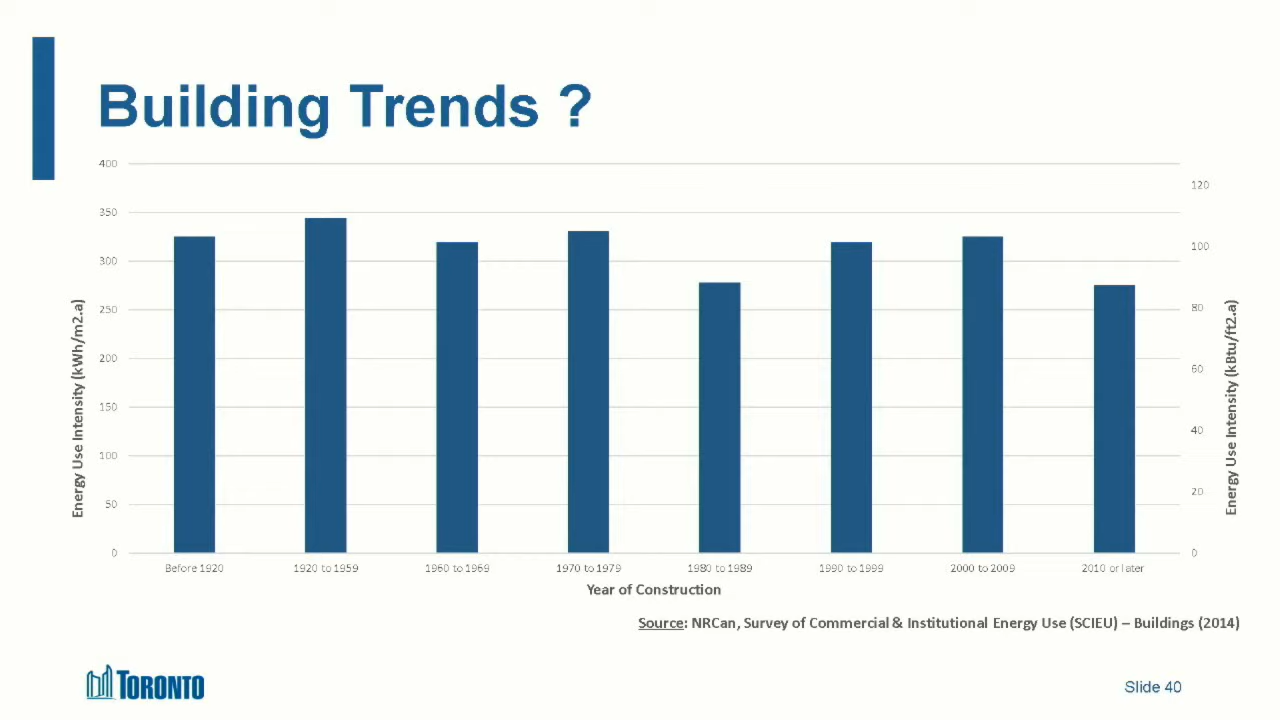 Building Trends ?
400
350
300
250
200
150
100
50
0
Energy Use Intensity (kWh/m2.a)
120
100
80
60
40
20
0
Energy Use Intensity (kBtu/ft2.a)
Before 1920 1920 to 1959 1960 to 1969 1970 to 1979 1980 to 1989 1990 to 1999 2000 to 2009 2010 or later
Year of Construction
Source: NRCan, Survey of Commercial & Institutional Energy Use (SCIEU) – Buildings (2014)
TORONTO
Slide 40